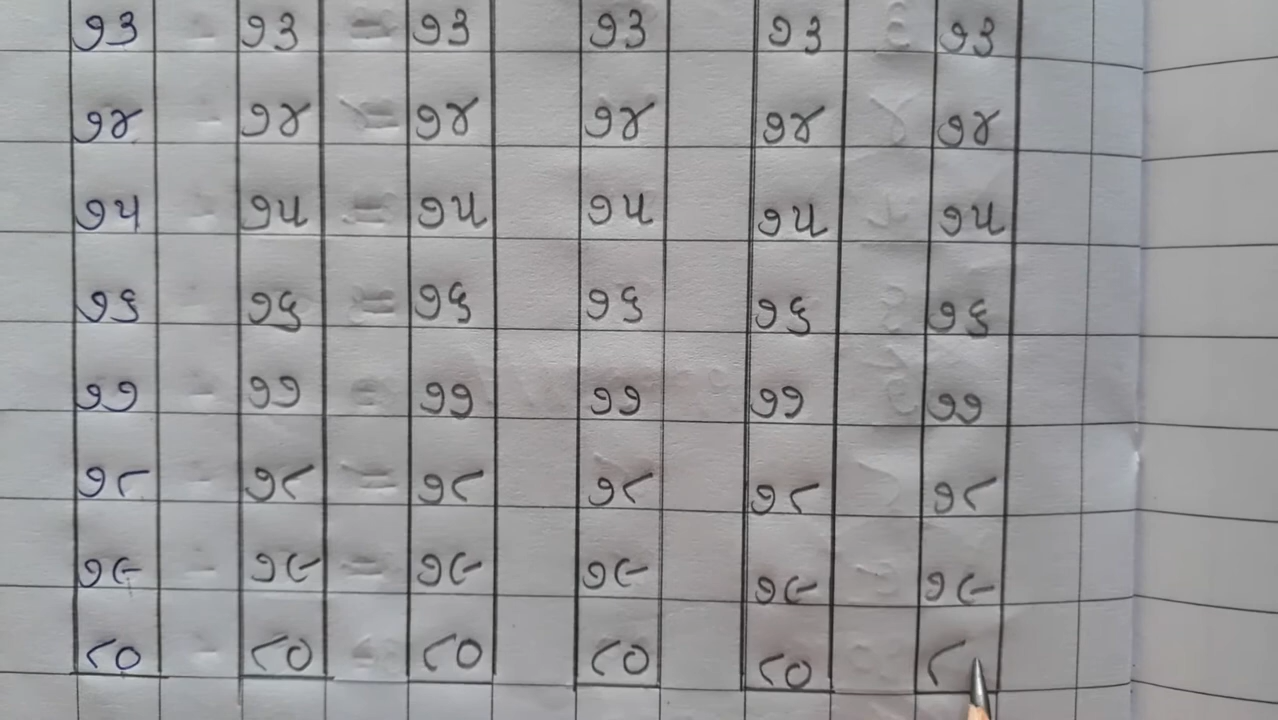 ૭૩ ૭૩ ૭૩ ૭૩ ૭૩ ૭૩
૭૪ ૭૪ ૭૪ ૭૪ ૭૪ ૭૪
૭૫ ૭૫ ૭૫ ૭૫ ૭૫ ૭૫
૭૬ ૭૬ ૭૬ ૭૬ ૭૬ ૭૬
૭૭ ૭૭ ૭૭ ૭૭ ૭૭ ૭૭
૭૮ ૭૮ ૭૮ ૭૮ ૭૮ ૭૮
૭૯ ૭૯ ૭૯ ૭૯ ૭૯ ૭૯
૮૦ ૮૦ ૮૦ ૮૦ ૮૦ ૮